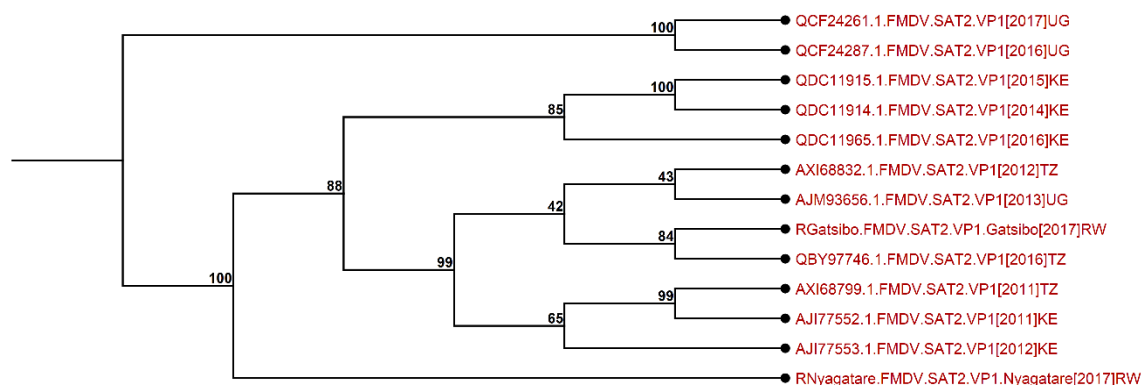 100
QCF24261.1.FMDV.SAT2.VP1[2017]UG
QCF24287.1.FMDV.SAT2.VP1[2016]UG
100
QDC11915.1.FMDV.SAT2.VP1[2015]KE
85
QDC11914.1.FMDV.SAT2.VP1[2014]KE
QDC11965.1.FMDV.SAT2.VP1[2016]KE
88
43
AXI68832.1.FMDV.SAT2.VP1[2012]TZ
42
AJM93656.1.FMDV.SAT2.VP1[2013]UG
84
RGatsibo.FMDV.SAT2.VP1.Gatsibo[2017]RW
99
QBY97746.1.FMDV.SAT2.VP1[2016]TZ
100
99
AXI68799.1.FMDV.SAT2.VP1[2011]TZ
65
AJI77552.1.FMDV.SAT2.VP1[2011]KE
AJI77553.1.FMDV.SAT2.VP1[2012]KE
RNyagatare.FMDV.SAT2.VP1.Nyagatare[2017]RW